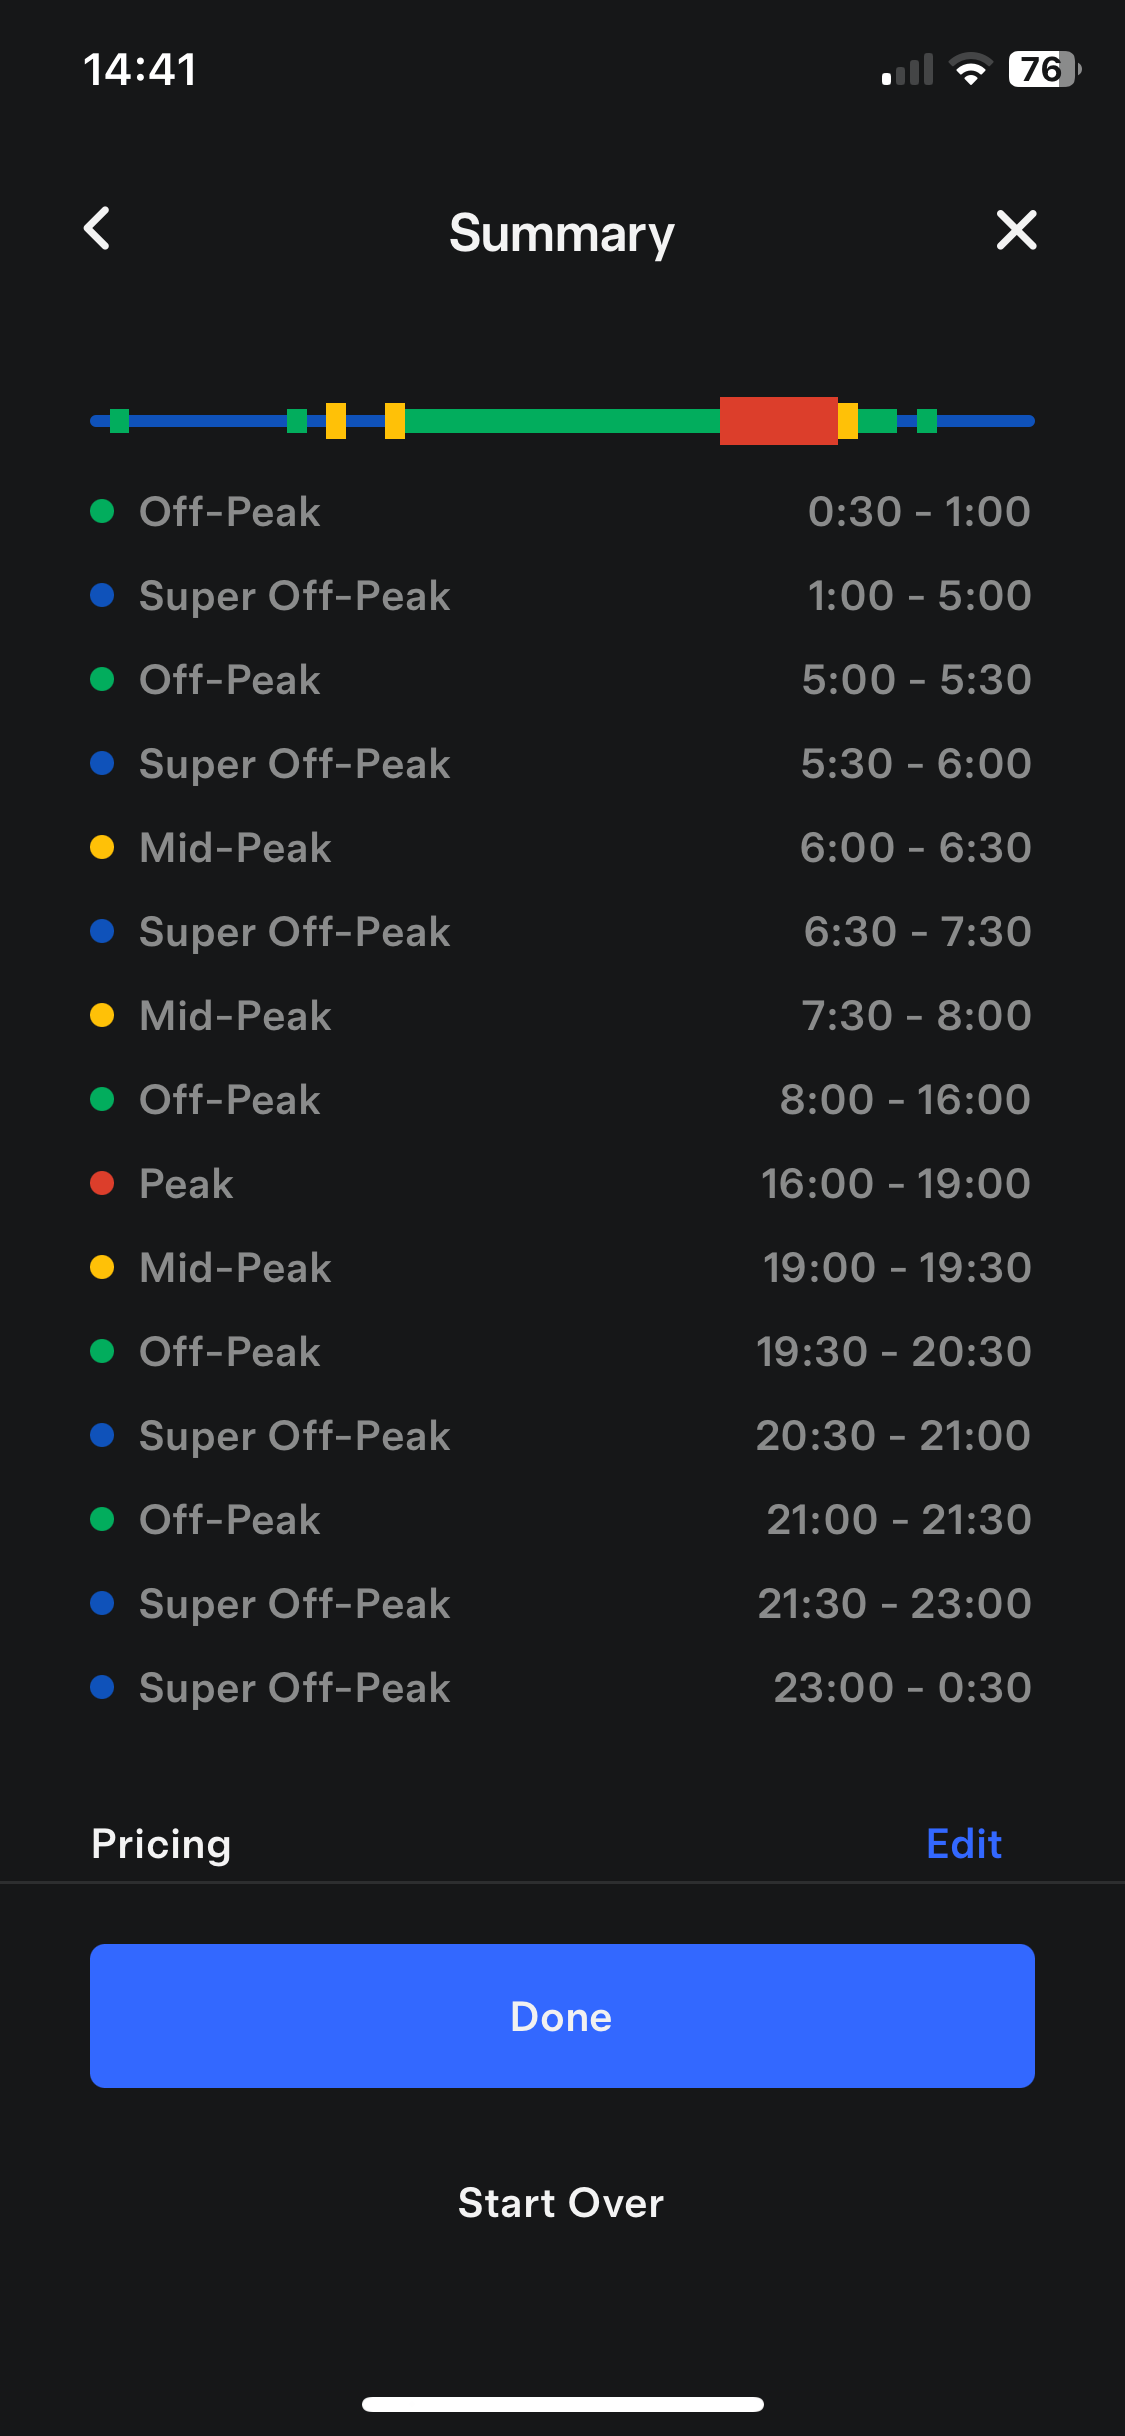 14:41
76
Summary
Off-Peak 0:30 - 1:00
Super Off-Peak 1:00 - 5:00
Off-Peak 5:00 - 5:30
Super Off-Peak 5:30 - 6:00
Mid-Peak 6:00 - 6:30
Super Off-Peak 6:30 - 7:30
Mid-Peak 7:30 - 8:00
Off-Peak 8:00 - 16:00
Peak 16:00 - 19:00
Mid-Peak 19:00 - 19:30
Off-Peak 19:30 - 20:30
Super Off-Peak 20:30 - 21:00
Off-Peak 21:00 - 21:30
Super Off-Peak 21:30 - 23:00
Super Off-Peak 23:00 - 0:30
Pricing Edit
Done
Start Over